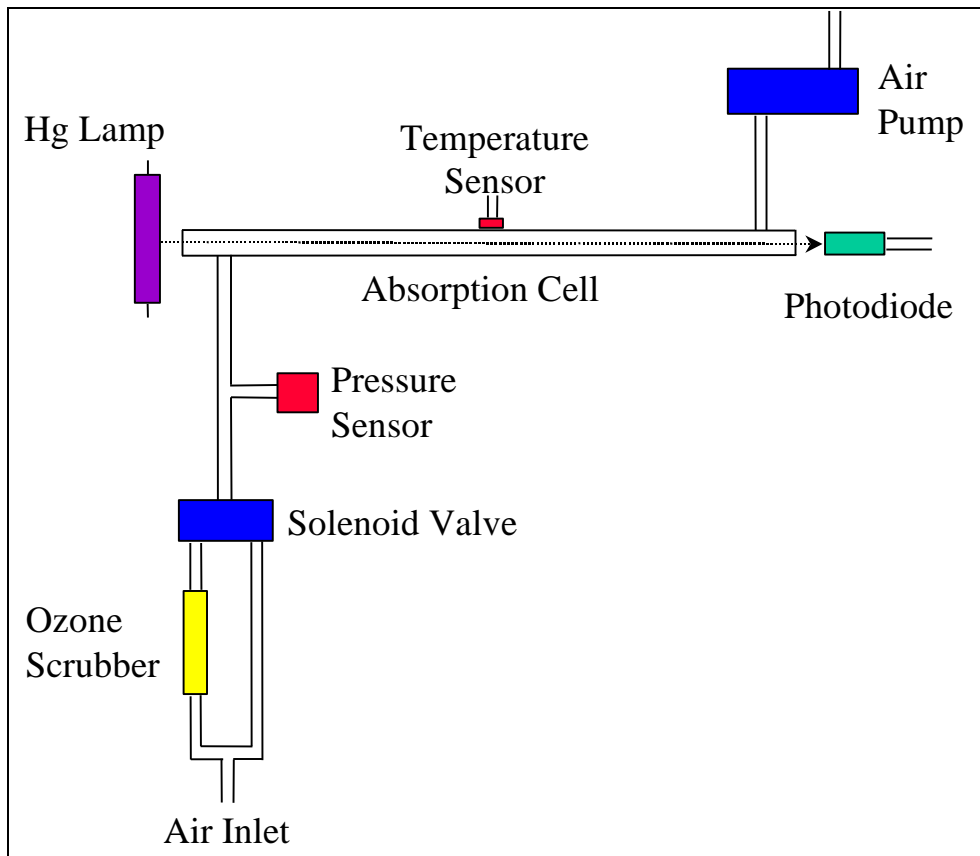 Air
Pump
Hg Lamp
Temperature
Sensor
Absorption Cell
Photodiode
Pressure
Sensor
Solenoid Valve
Ozone
Scrubber
Air Inlet